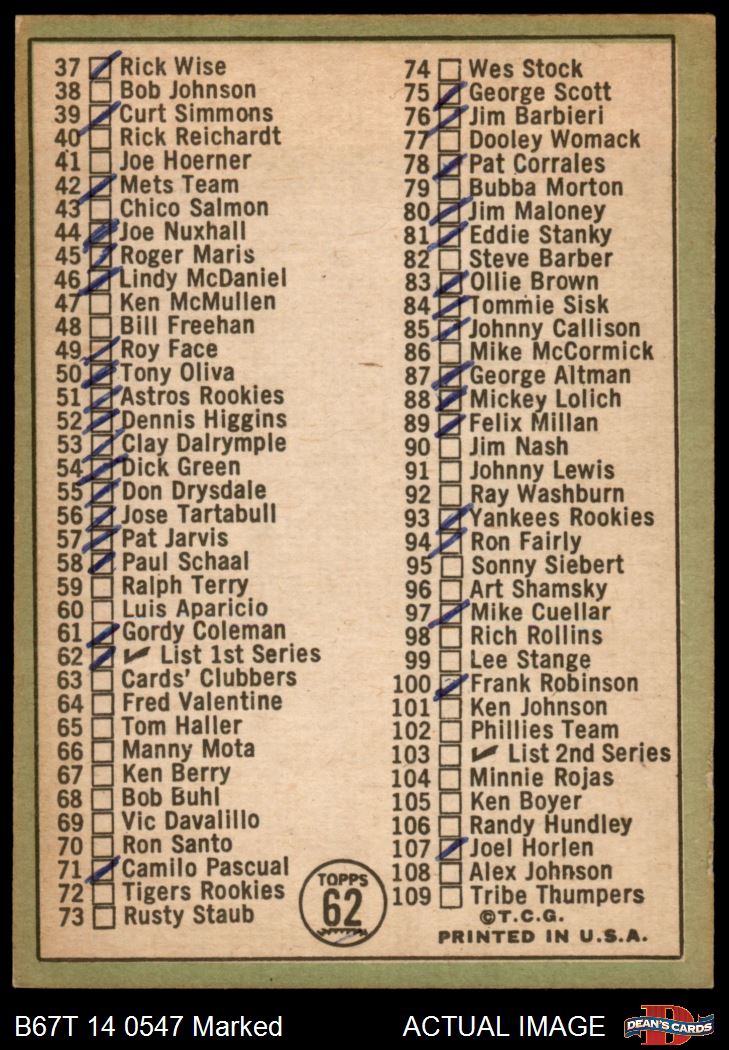 37 Rick Wise
38 Bob Johnson
39 Curt Simmons
40 Rick Reichardt
41 Joe Hoerner
42 Mets Team
43 Chico Salmon
44 Joe Nuxhall
45 Roger Maris
46 Lindy McDaniel
47 Ken McMullen
48 Bill Freehan
49 Roy Face
50 Tony Oliva
51 Astros Rookies
52 Dennis Higgins
53 Clay Dalrymple
54 Dick Green
55 Don Drysdale
56 Jose Tartabull
57 Pat Jarvis
58 Paul Schaal
59 Ralph Terry
60 Luis Aparicio
61 Gordy Coleman
62 ✓ List 1st Series
63 Cards' Clubbers
64 Fred Valentine
65 Tom Haller
66 Manny Mota
67 Ken Berry
68 Bob Buhl
69 Vic Davalillo
70 Ron Santo
71 Camilo Pascual
72 Tigers Rookies
73 Rusty Staub
TOPPS
62
74 Wes Stock
75 George Scott
76 Jim Barbieri
77 Dooley Womack
78 Pat Corrales
79 Bubba Morton
80 Jim Maloney
81 Eddie Stanky
82 Steve Barber
83 Ollie Brown
84 Tommie Sisk
85 Johnny Callison
86 Mike McCormick
87 George Altman
88 Mickey Lolich
89 Felix Millan
90 Jim Nash
91 Johnny Lewis
92 Ray Washburn
93 Yankees Rookies
94 Ron Fairly
95 Sonny Siebert
96 Art Shamsky
97 Mike Cuellar
98 Rich Rollins
99 Lee Stange
100 Frank Robinson
101 Ken Johnson
102 Phillies Team
103 ✓ List 2nd Series
104 Minnie Rojas
105 Ken Boyer
106 Randy Hundley
107 Joel Horlen
108 Alex Johnson
109 Tribe Thumpers
©T.C.G.
PRINTED IN U.S.A.
B67T 14 0547 Marked
ACTUAL IMAGE
DEAN'S CARDS